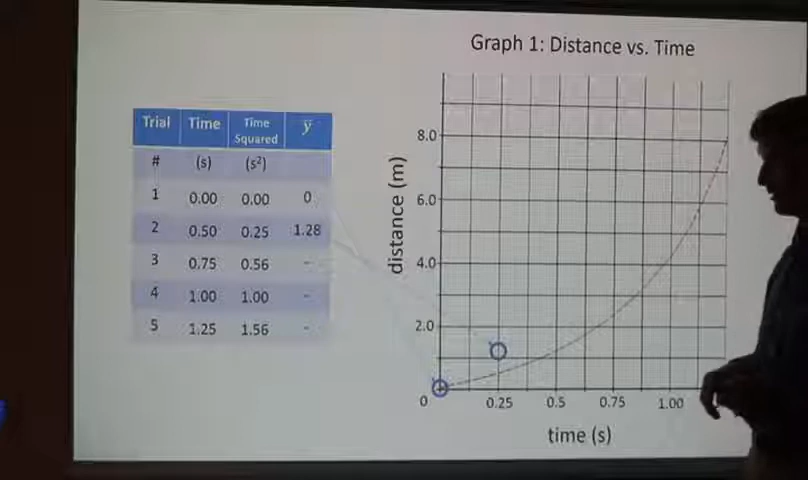 Graph 1: Distance vs. Time
Trial Time Time Squared ȳ
# (s) (s²)
1 0.00 0.00 0
2 0.50 0.25 1.28
3 0.75 0.56 -
4 1.00 1.00 -
5 1.25 1.56 -
distance (m)
8.0
6.0
4.0
2.0
0 0.25 0.5 0.75 1.00
time (s)